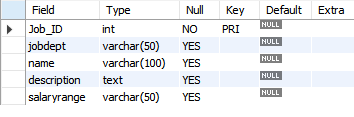 Field Type Null Key Default Extra
Job_ID int NO PRI NULL
jobdept varchar(50) YES NULL
name varchar(100) YES NULL
description text YES NULL
salaryrange varchar(50) YES NULL